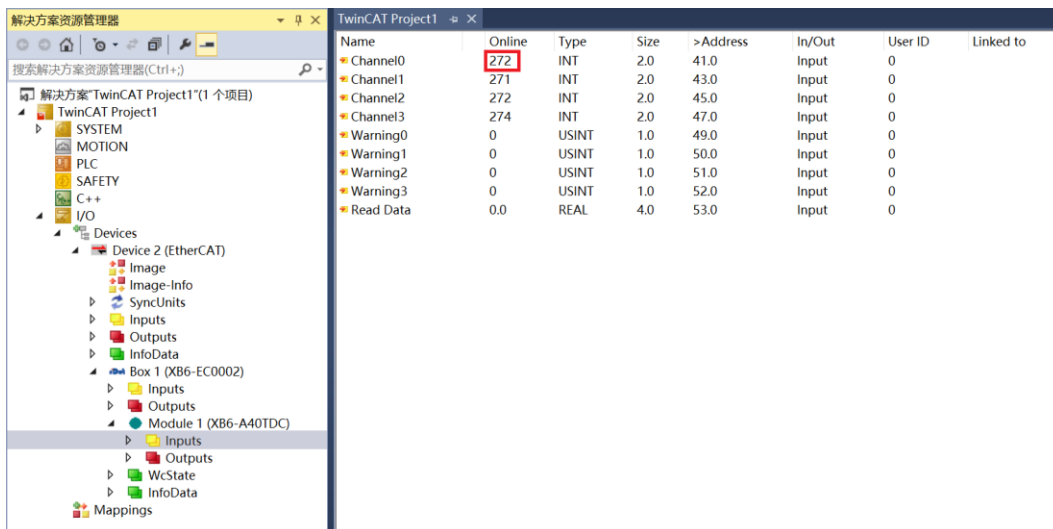 解决方案资源管理器
搜索解决方案资源管理器(Ctrl+;)
解决方案"TwinCAT Project1"(1 个项目)
TwinCAT Project1
SYSTEM
MOTION
PLC
SAFETY
C++
I/O
Devices
Device 2 (EtherCAT)
Image
Image-Info
SyncUnits
Inputs
Outputs
InfoData
Box 1 (XB6-EC0002)
Inputs
Outputs
Module 1 (XB6-A40TDC)
Inputs
Outputs
WcState
InfoData
Mappings
TwinCAT Project1
Name Online Type Size >Address In/Out User ID Linked to
Channel0 272 INT 2.0 41.0 Input 0
Channel1 271 INT 2.0 43.0 Input 0
Channel2 272 INT 2.0 45.0 Input 0
Channel3 274 INT 2.0 47.0 Input 0
Warning0 0 USINT 1.0 49.0 Input 0
Warning1 0 USINT 1.0 50.0 Input 0
Warning2 0 USINT 1.0 51.0 Input 0
Warning3 0 USINT 1.0 52.0 Input 0
Read Data 0.0 REAL 4.0 53.0 Input 0